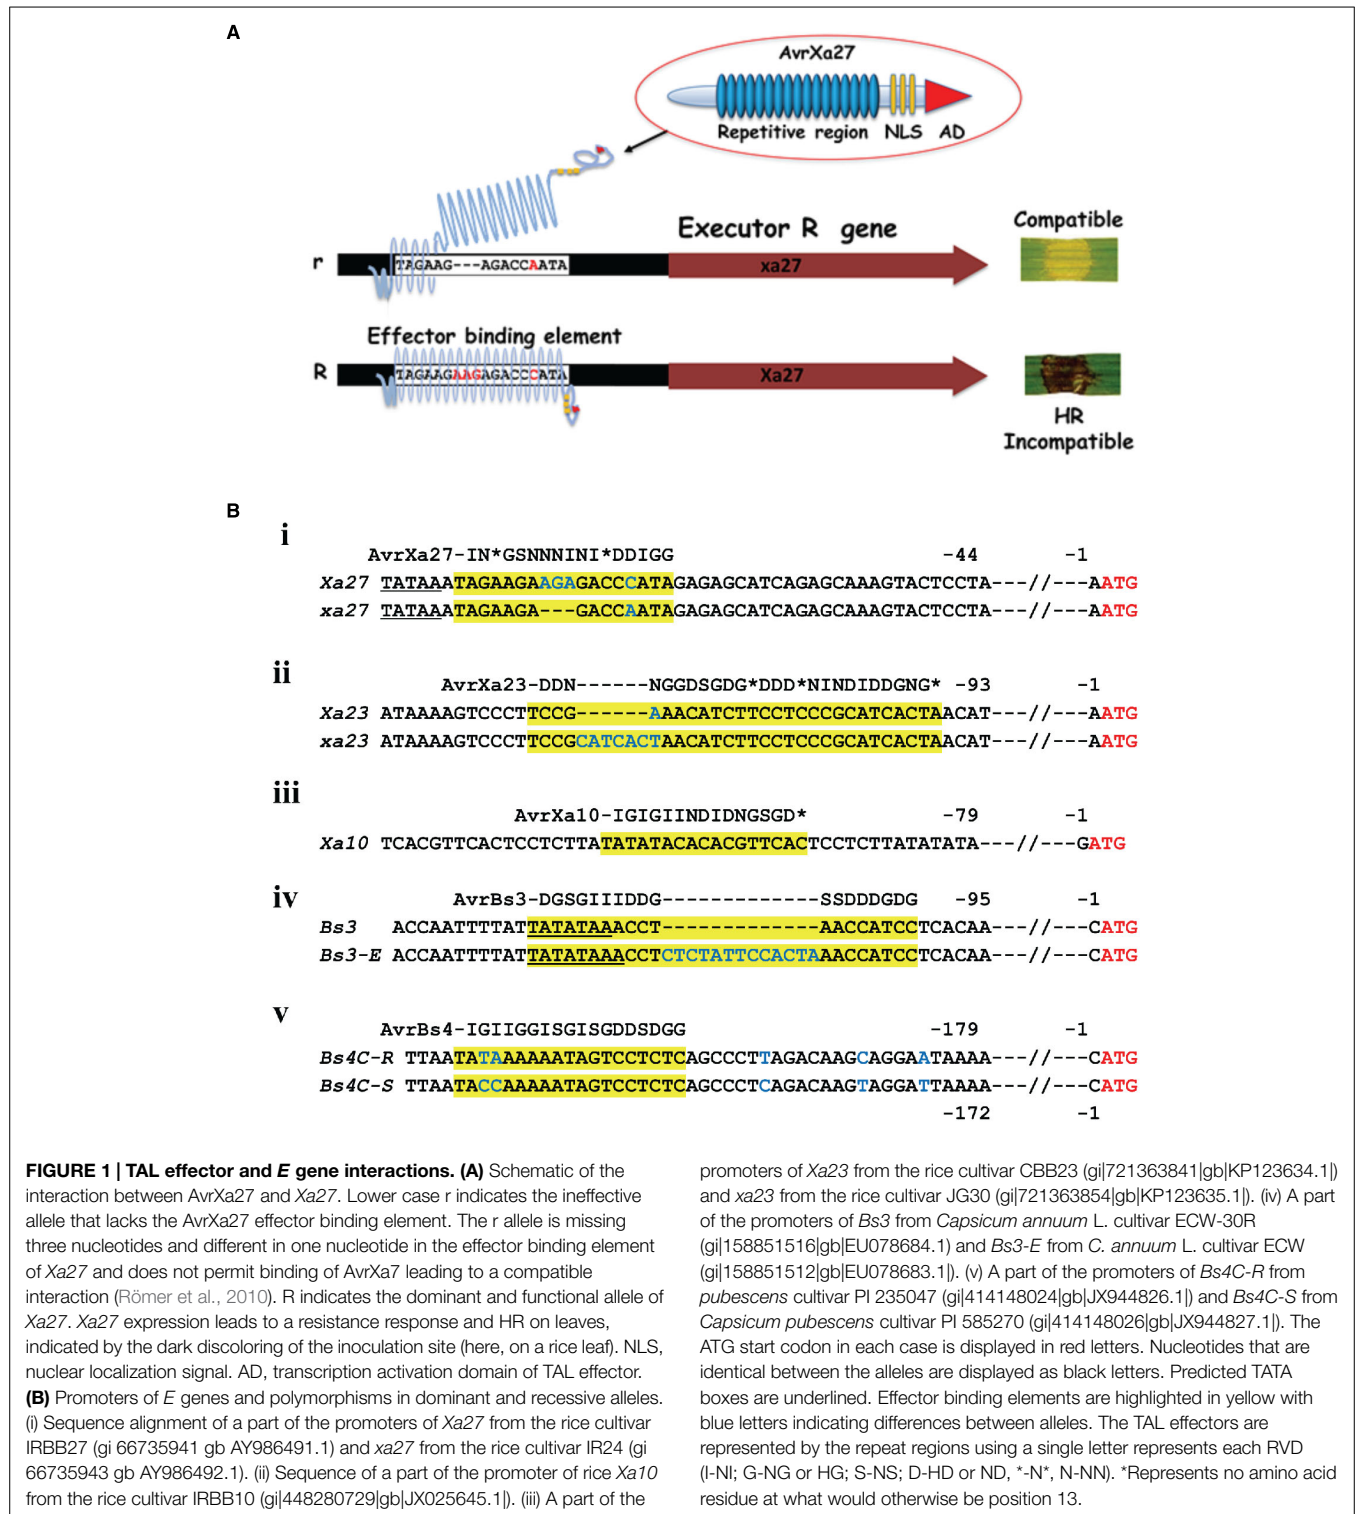 A
AvrXa27
Repetitive region NLS AD
Executor R gene
Compatible
r TAGAAG---AGACCAATA xa27
Effector binding element
R TAGAAGAAGAGACCCATA Xa27
HR
Incompatible
B
i
AvrXa27-IN*GSNNNINI*DDIGG -44 -1
Xa27 TATAAATAGAAGAAGAGACCCATAGAGAGCATCAGAGCAAAGTACTCCTA---//---AATG
xa27 TATAAATAGAAGA---GACCAATAGAGAGCATCAGAGCAAAGTACTCCTA---//---AATG
ii
AvrXa23-DDN------NGGDSGDG*DDD*NINDIDDGNG* -93 -1
Xa23 ATAAAAGTCCCTTCCG------AAACATCTTCCTCCCGCATCACTAACAT---//---AATG
xa23 ATAAAAGTCCCTTCCGCATCACTAACATCTTCCTCCCGCATCACTAACAT---//---AATG
iii
AvrXa10-IGIGIINDIDNGSGD* -79 -1
Xa10 TCACGTTCACTCCTCTTATATATACACACGTTCACTCCTCTTATATATA---//---GATG
iv
AvrBs3-DGSGIIIDDG-------------SSDDDGDG -95 -1
Bs3 ACCAATTTTATTATATAAACCT-------------AACCATCCTCACAA---//---CATG
Bs3-E ACCAATTTTATTATATAAACCTCTCTATTCCACTAAACCATCCTCACAA---//---CATG
v
AvrBs4-IGIIGGISGISGDDSDGG -179 -1
Bs4C-R TTAATATAAAAAATAGTCCTCTCAGCCCTTAGACAAGCAGGAATAAAA---//---CATG
Bs4C-S TTAATACCAAAAATAGTCCTCTCAGCCCTCAGACAAGTAGGATTAAAA---//---CATG
-172 -1
FIGURE 1 | TAL effector and E gene interactions. (A) Schematic of the
interaction between AvrXa27 and Xa27. Lower case r indicates the ineffective
allele that lacks the AvrXa27 effector binding element. The r allele is missing
three nucleotides and different in one nucleotide in the effector binding element
of Xa27 and does not permit binding of AvrXa7 leading to a compatible
interaction (Römer et al., 2010). R indicates the dominant and functional allele of
Xa27. Xa27 expression leads to a resistance response and HR on leaves,
indicated by the dark discoloring of the inoculation site (here, on a rice leaf). NLS,
nuclear localization signal. AD, transcription activation domain of TAL effector.
(B) Promoters of E genes and polymorphisms in dominant and recessive alleles.
(i) Sequence alignment of a part of the promoters of Xa27 from the rice cultivar
IRBB27 (gi 66735941 gb AY986491.1) and xa27 from the rice cultivar IR24 (gi
66735943 gb AY986492.1). (ii) Sequence of a part of the promoter of rice Xa10
from the rice cultivar IRBB10 (gi|448280729|gb|JX025645.1|). (iii) A part of the
promoters of Xa23 from the rice cultivar CBB23 (gi|721363841|gb|KP123634.1|)
and xa23 from the rice cultivar JG30 (gi|721363854|gb|KP123635.1|). (iv) A part
of the promoters of Bs3 from Capsicum annuum L. cultivar ECW-30R
(gi|158851516|gb|EU078684.1) and Bs3-E from C. annuum L. cultivar ECW
(gi|158851512|gb|EU078683.1|). (v) A part of the promoters of Bs4C-R from
pubescens cultivar PI 235047 (gi|414148024|gb|JX944826.1|) and Bs4C-S from
Capsicum pubescens cultivar PI 585270 (gi|414148026|gb|JX944827.1|). The
ATG start codon in each case is displayed in red letters. Nucleotides that are
identical between the alleles are displayed as black letters. Predicted TATA
boxes are underlined. Effector binding elements are highlighted in yellow with
blue letters indicating differences between alleles. The TAL effectors are
represented by the repeat regions using a single letter represents each RVD
(I-NI; G-NG or HG; S-NS; D-HD or ND, *-N*, N-NN). *Represents no amino acid
residue at what would otherwise be position 13.